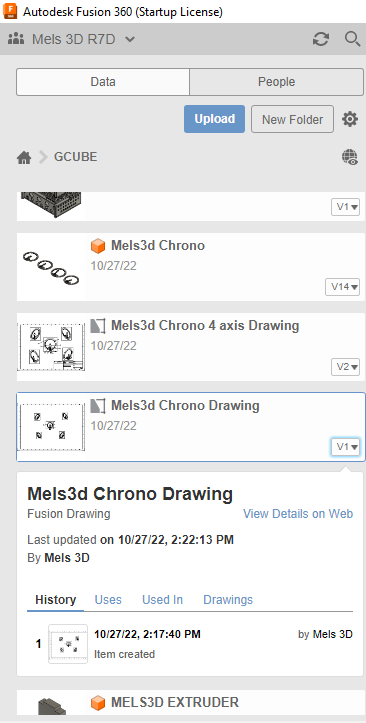 Autodesk Fusion 360 (Startup License)
Mels 3D R7D
Data People
Upload New Folder
GCUBE
V1
Mels3d Chrono
10/27/22
V14
Mels3d Chrono 4 axis Drawing
10/27/22
V2
Mels3d Chrono Drawing
10/27/22
V1
Mels3d Chrono Drawing
Fusion Drawing View Details on Web
Last updated on 10/27/22, 2:22:13 PM
By Mels 3D
History Uses Used In Drawings
1 10/27/22, 2:17:40 PM by Mels 3D
Item created
MELS3D EXTRUDER